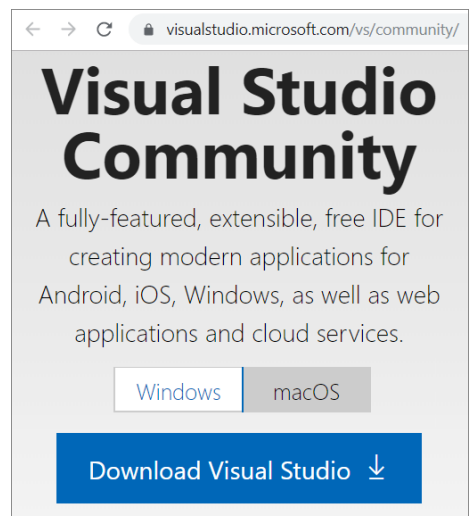 visualstudio.microsoft.com/vs/community/
Visual Studio
Community
A fully-featured, extensible, free IDE for
creating modern applications for
Android, iOS, Windows, as well as web
applications and cloud services.
Windows macOS
Download Visual Studio